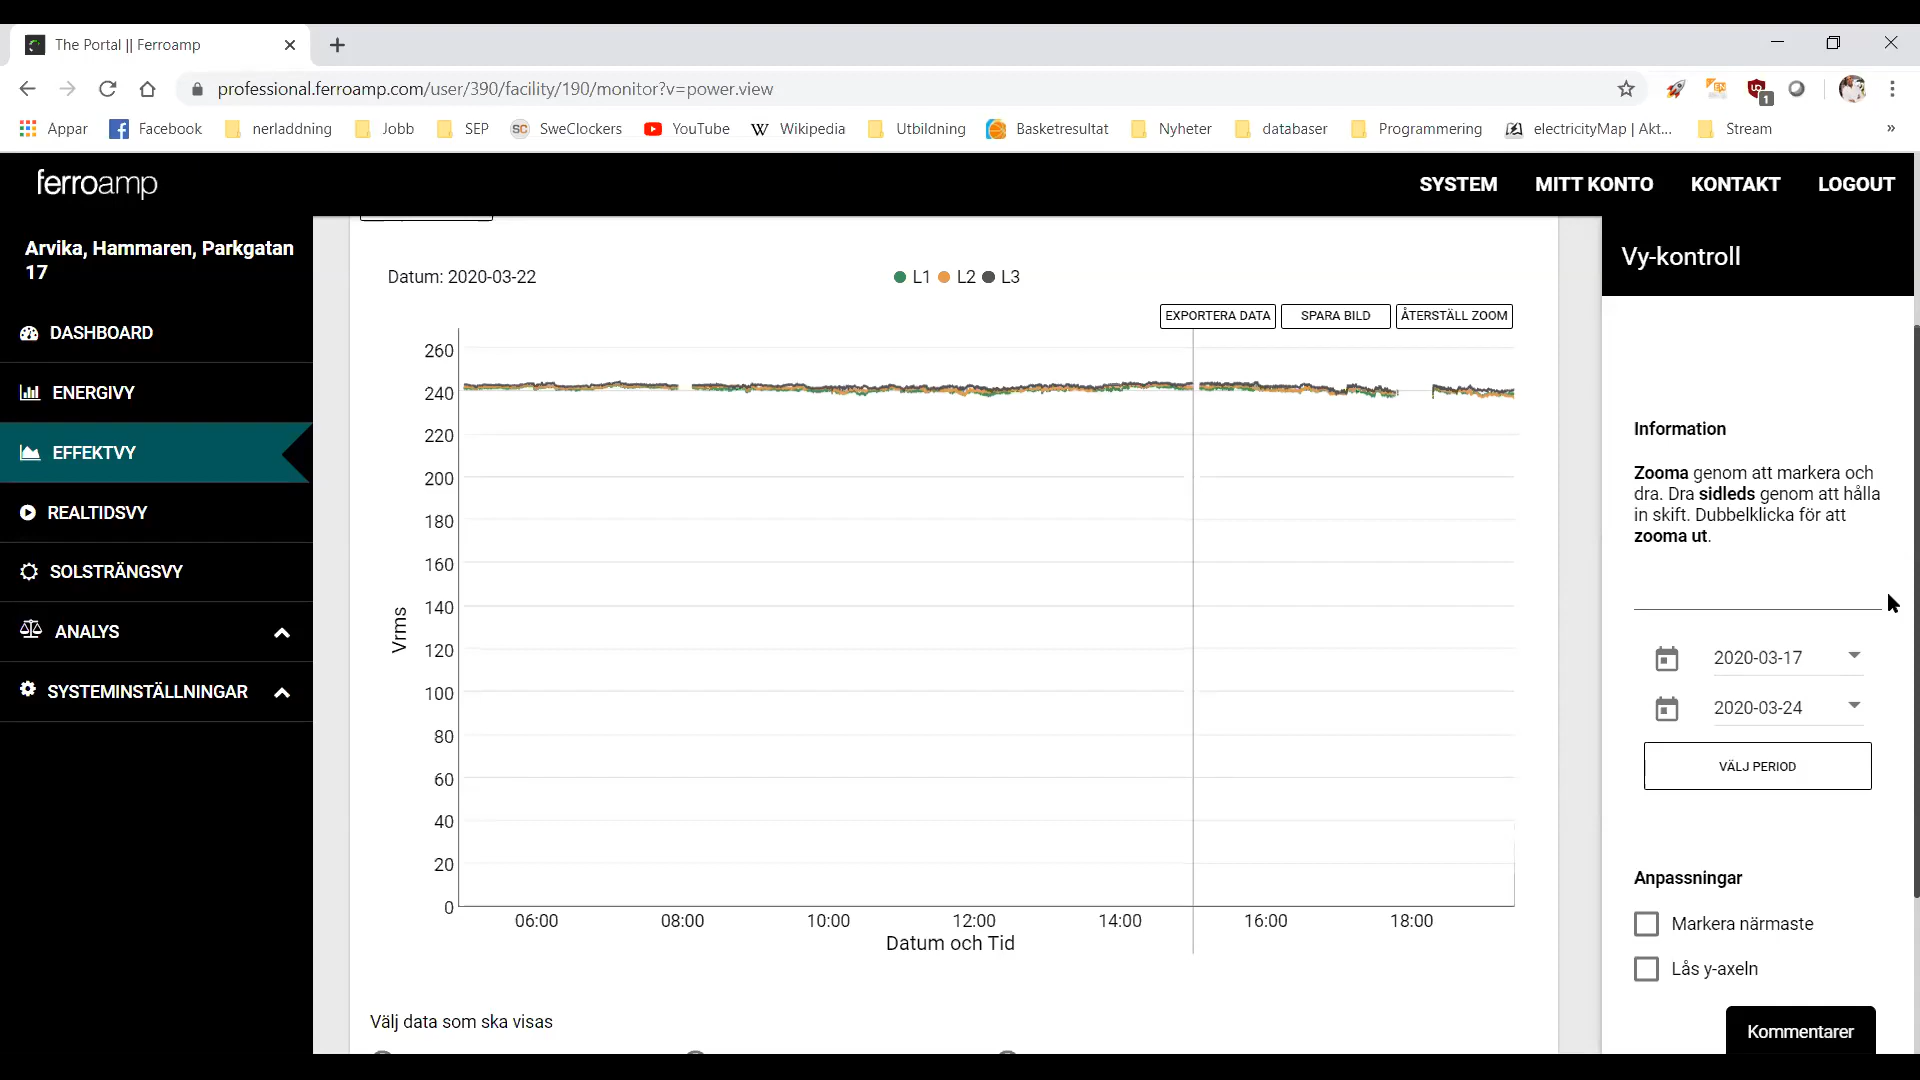 The Portal || Ferroamp
professional.ferroamp.com/user/390/facility/190/monitor?v=power.view
EN
UD
1
Appar
Facebook
nerladdning
Jobb
SEP
SC SweClockers
YouTube
W Wikipedia
Utbildning
Basketresultat
Nyheter
databaser
Programmering
electricityMap | Akt...
Stream
»
ferroamp
SYSTEM
MITT KONTO
KONTAKT
LOGOUT
Arvika, Hammaren, Parkgatan
17
DASHBOARD
ENERGIVY
EFFEKTVY
REALTIDSVY
SOLSTRÄNGSVY
ANALYS
SYSTEMINSTÄLLNINGAR
Datum: 2020-03-22
L1 L2 L3
EXPORTERA DATA
SPARA BILD
ÅTERSTÄLL ZOOM
260
240
220
200
180
160
140
120
100
80
60
40
20
0
Vrms
06:00
08:00
10:00
12:00
14:00
16:00
18:00
Datum och Tid
Välj data som ska visas
Vy-kontroll
Information
Zooma genom att markera och
dra. Dra sidleds genom att hålla
in skift. Dubbelklicka för att
zooma ut.
2020-03-17
2020-03-24
VÄLJ PERIOD
Anpassningar
Markera närmaste
Lås y-axeln
Kommentarer